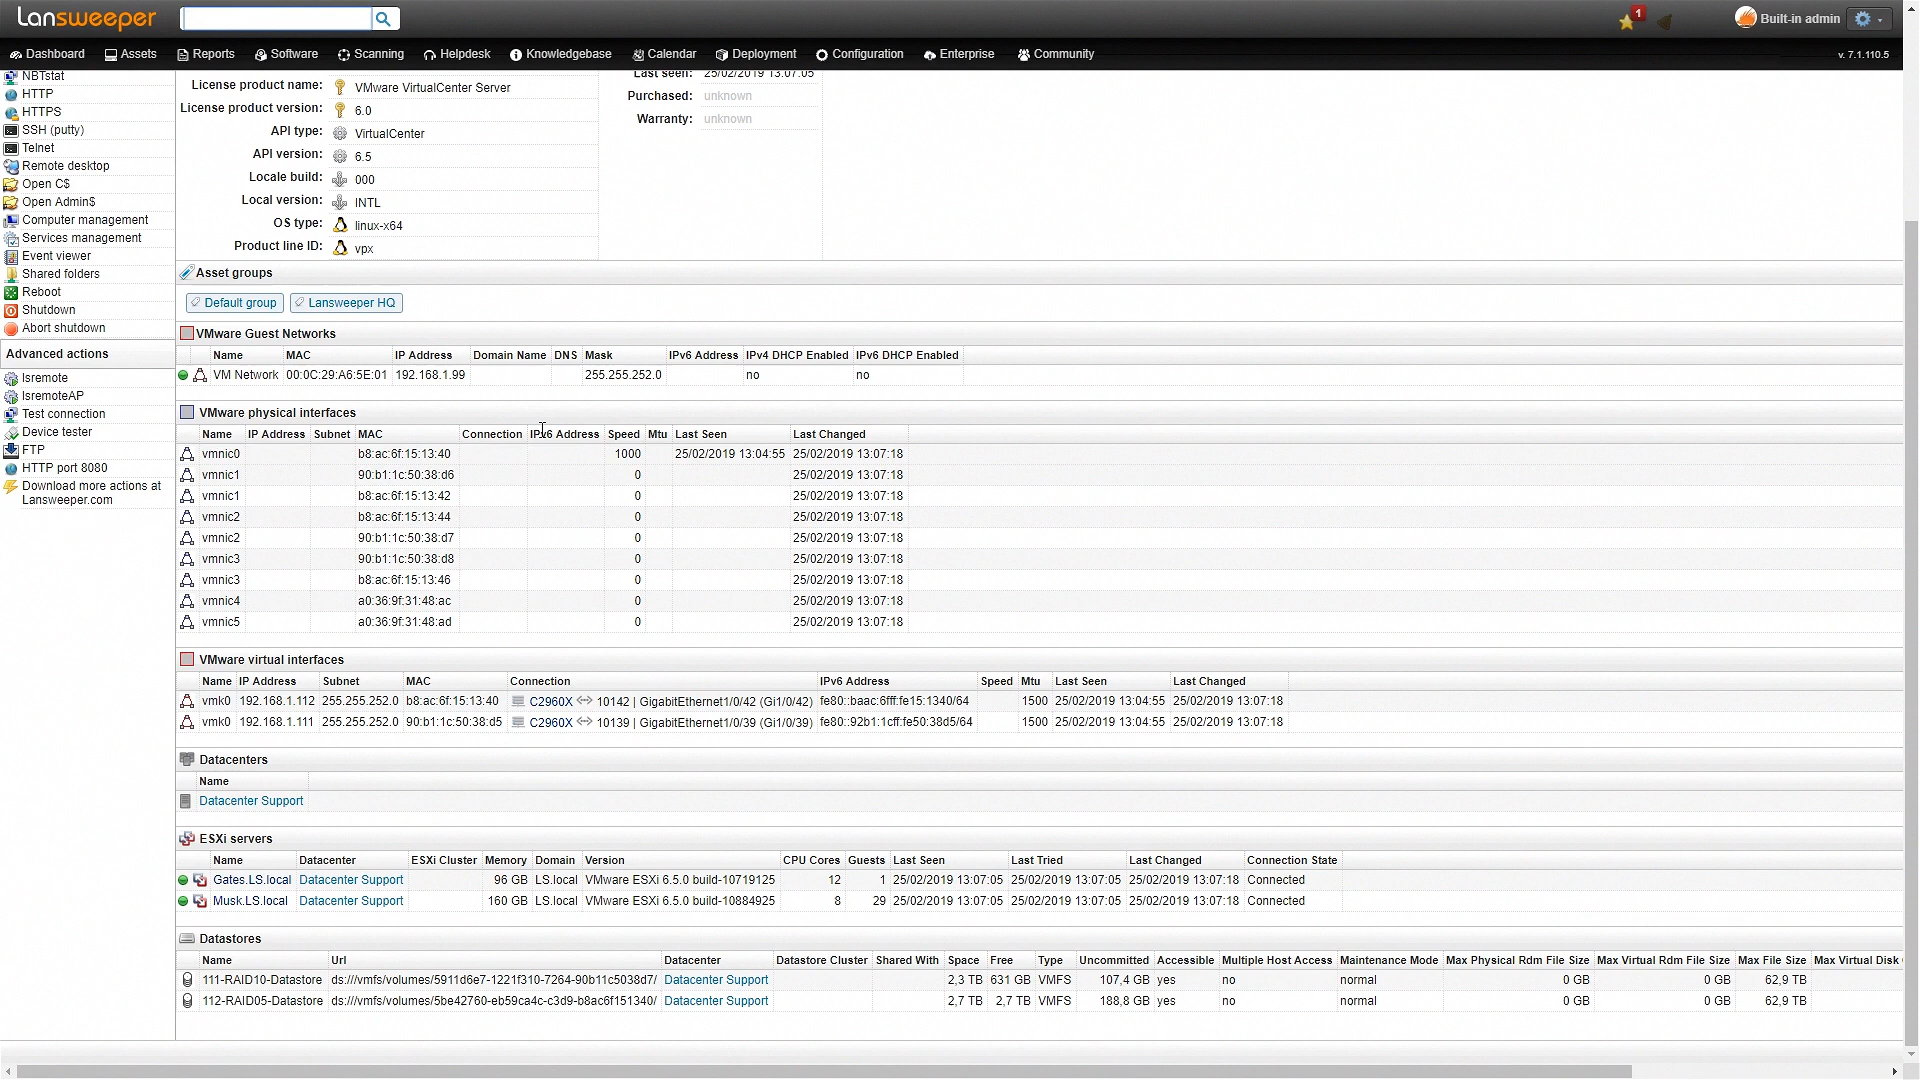 Lansweeper
1
Built-in admin
Dashboard Assets Reports Software Scanning Helpdesk Knowledgebase Calendar Deployment Configuration Enterprise Community v. 7.1.110.5
NBTstat
HTTP
HTTPS
SSH (putty)
Telnet
Remote desktop
Open C$
Open Admin$
Computer management
Services management
Event viewer
Shared folders
Reboot
Shutdown
Abort shutdown
Advanced actions
lsremote
lsremoteAP
Test connection
Device tester
FTP
HTTP port 8080
Download more actions at
Lansweeper.com
License product name: VMware VirtualCenter Server
License product version: 6.0
API type: VirtualCenter
API version: 6.5
Locale build: 000
Local version: INTL
OS type: linux-x64
Product line ID: vpx
Last seen: 25/02/2019 13:07:05
Purchased: unknown
Warranty: unknown
Asset groups
Default group Lansweeper HQ
VMware Guest Networks
Name MAC IP Address Domain Name DNS Mask IPv6 Address IPv4 DHCP Enabled IPv6 DHCP Enabled
VM Network 00:0C:29:A6:5E:01 192.168.1.99 255.255.252.0 no no
VMware physical interfaces
Name IP Address Subnet MAC Connection IPv6 Address Speed Mtu Last Seen Last Changed
vmnic0 b8:ac:6f:15:13:40 1000 25/02/2019 13:04:55 25/02/2019 13:07:18
vmnic1 90:b1:1c:50:38:d6 0 25/02/2019 13:07:18
vmnic1 b8:ac:6f:15:13:42 0 25/02/2019 13:07:18
vmnic2 b8:ac:6f:15:13:44 0 25/02/2019 13:07:18
vmnic2 90:b1:1c:50:38:d7 0 25/02/2019 13:07:18
vmnic3 90:b1:1c:50:38:d8 0 25/02/2019 13:07:18
vmnic3 b8:ac:6f:15:13:46 0 25/02/2019 13:07:18
vmnic4 a0:36:9f:31:48:ac 0 25/02/2019 13:07:18
vmnic5 a0:36:9f:31:48:ad 0 25/02/2019 13:07:18
VMware virtual interfaces
Name IP Address Subnet MAC Connection IPv6 Address Speed Mtu Last Seen Last Changed
vmk0 192.168.1.112 255.255.252.0 b8:ac:6f:15:13:40 C2960X 10142 | GigabitEthernet1/0/42 (Gi1/0/42) fe80::baac:6fff:fe15:1340/64 1500 25/02/2019 13:04:55 25/02/2019 13:07:18
vmk0 192.168.1.111 255.255.252.0 90:b1:1c:50:38:d5 C2960X 10139 | GigabitEthernet1/0/39 (Gi1/0/39) fe80::92b1:1cff:fe50:38d5/64 1500 25/02/2019 13:04:55 25/02/2019 13:07:18
Datacenters
Name
Datacenter Support
ESXi servers
Name Datacenter ESXi Cluster Memory Domain Version CPU Cores Guests Last Seen Last Tried Last Changed Connection State
Gates.LS.local Datacenter Support 96 GB LS.local VMware ESXi 6.5.0 build-10719125 12 1 25/02/2019 13:07:05 25/02/2019 13:07:05 25/02/2019 13:07:18 Connected
Musk.LS.local Datacenter Support 160 GB LS.local VMware ESXi 6.5.0 build-10884925 8 29 25/02/2019 13:07:05 25/02/2019 13:07:05 25/02/2019 13:07:18 Connected
Datastores
Name Url Datacenter Datastore Cluster Shared With Space Free Type Uncommitted Accessible Multiple Host Access Maintenance Mode Max Physical Rdm File Size Max Virtual Rdm File Size Max File Size Max Virtual Disk
111-RAID10-Datastore ds:///vmfs/volumes/5911d6e7-1221f310-7264-90b11c5038d7/ Datacenter Support 2,3 TB 631 GB VMFS 107,4 GB yes no normal 0 GB 0 GB 62,9 TB
112-RAID05-Datastore ds:///vmfs/volumes/5be42760-eb59ca4c-c3d9-b8ac6f151340/ Datacenter Support 2,7 TB 2,7 TB VMFS 188,8 GB yes no normal 0 GB 0 GB 62,9 TB